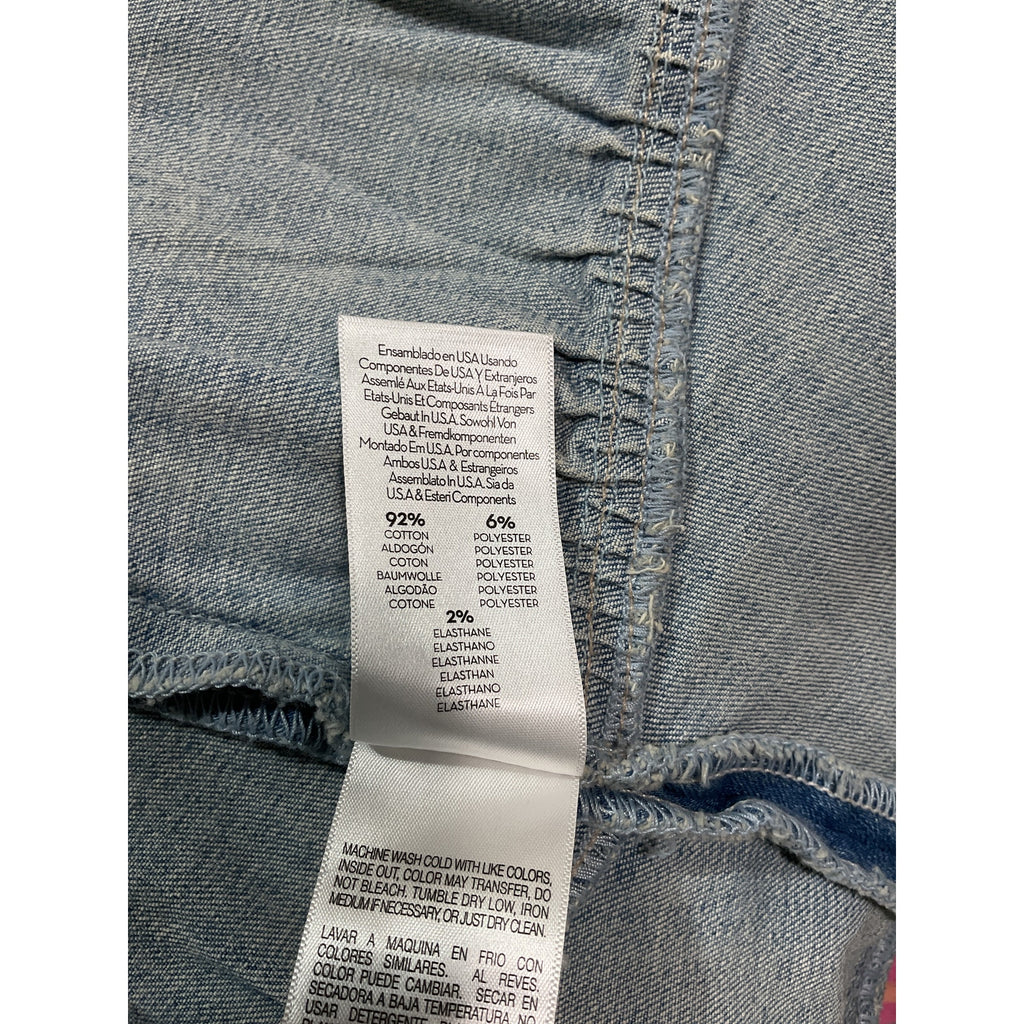 Ensamblado en USA Usando
Componentes De USA Y Extranjeros
Assemlé Aux Etats-Unis A La Fois Par
Etats-Unis Et Composants Étrangers
Gebaut In U.S.A. Sowohl Von
USA & Fremdkomponenten
Montado Em U.S.A. Por componentes
Ambos U.S.A & Estrangeiros
Assemblato In U.S.A. Sia da
U.S.A & Esteri Components
92% 6%
COTTON POLYESTER
ALDOGÓN POLYESTER
COTON POLYESTER
BAUMWOLLE POLYESTER
ALGODÃO POLYESTER
COTONE POLYESTER
2%
ELASTHANE
ELASTHANO
ELASTHANNE
ELASTHAN
ELASTHANO
ELASTHANE
MACHINE WASH COLD WITH LIKE COLORS,
INSIDE OUT, COLOR MAY TRANSFER, DO
NOT BLEACH. TUMBLE DRY LOW, IRON
MEDIUM IF NECESSARY, OR JUST DRY CLEAN.
LAVAR A MAQUINA EN FRIO CON
COLORES SIMILARES. AL REVES.
COLOR PUEDE CAMBIAR. SECAR EN
SECADORA A BAJA TEMPERATURA NO
USAR DETERGENTE